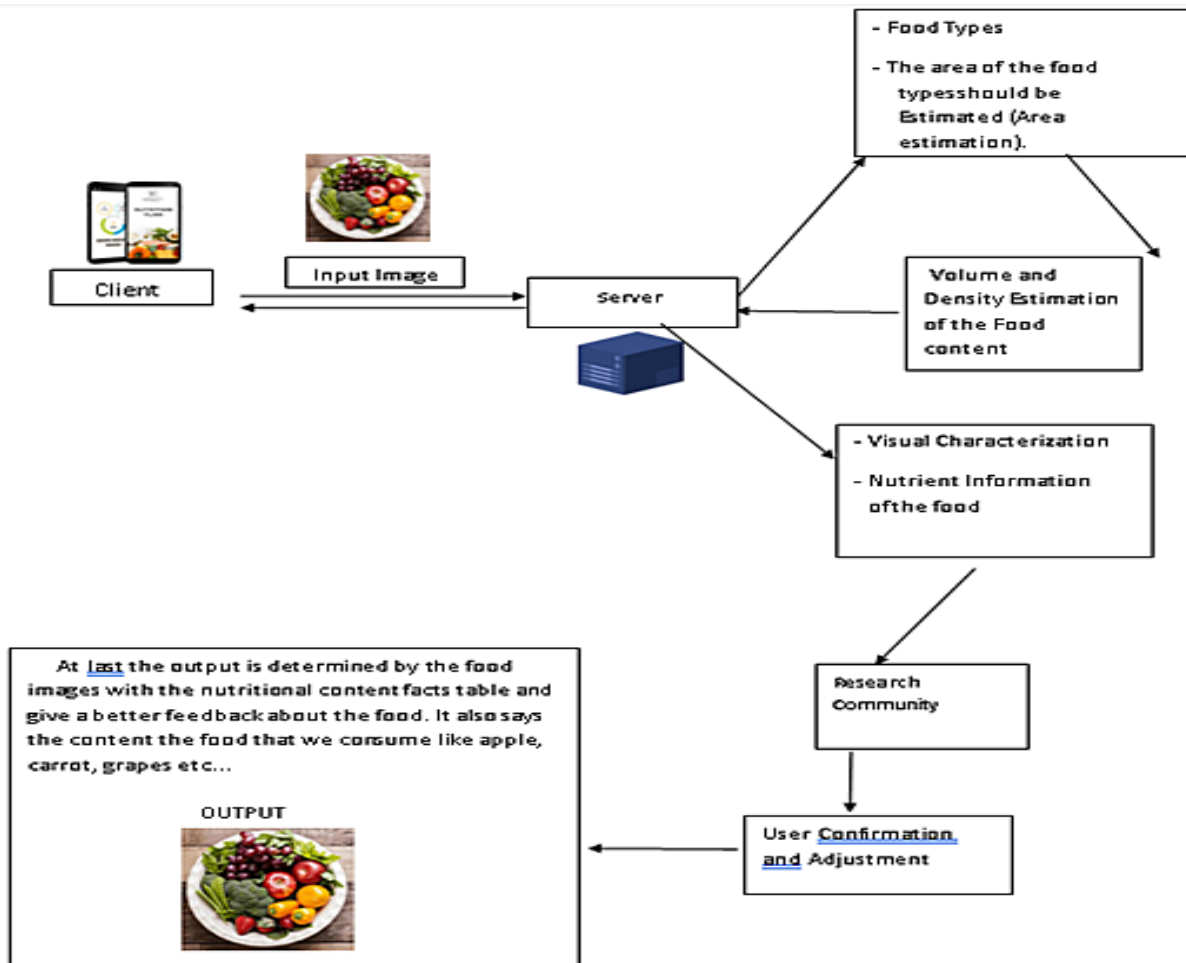 - Food Types
- The area of the food
typesshould be
Estimated (Area
estimation).
NUTRITION
PLAN
Input Image
Client
Server
Volume and
Density Estimation
of the Food
content
- Visual Characterization
- Nutrient Information
ofthe food
Research
Community
User Confirmation
and Adjustment
At last the output is determined by the food
images with the nutritional content facts table and
give a better feedback about the food. It also says
the content the food that we consume like apple,
carrot, grapes etc...
OUTPUT